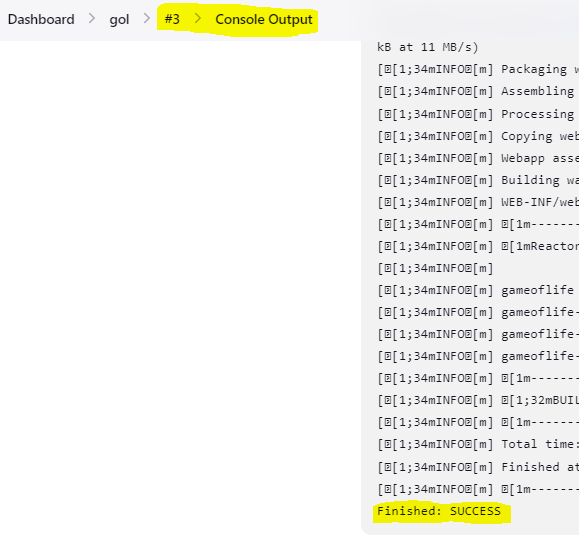 Dashboard > gol > #3 > Console Output
kB at 11 MB/s)
[�[1;34mINFO�[m] Packaging w
[�[1;34mINFO�[m] Assembling
[�[1;34mINFO�[m] Processing
[�[1;34mINFO�[m] Copying web
[�[1;34mINFO�[m] Webapp asse
[�[1;34mINFO�[m] Building wa
[�[1;34mINFO�[m] WEB-INF/web
[�[1;34mINFO�[m] �[1m-------
[�[1;34mINFO�[m] �[1mReactor
[�[1;34mINFO�[m]
[�[1;34mINFO�[m] gameoflife
[�[1;34mINFO�[m] gameoflife-
[�[1;34mINFO�[m] gameoflife-
[�[1;34mINFO�[m] gameoflife-
[�[1;34mINFO�[m] �[1m-------
[�[1;34mINFO�[m] �[1;32mBUIL
[�[1;34mINFO�[m] �[1m-------
[�[1;34mINFO�[m] Total time:
[�[1;34mINFO�[m] Finished at
[�[1;34mINFO�[m] �[1m-------
Finished: SUCCESS